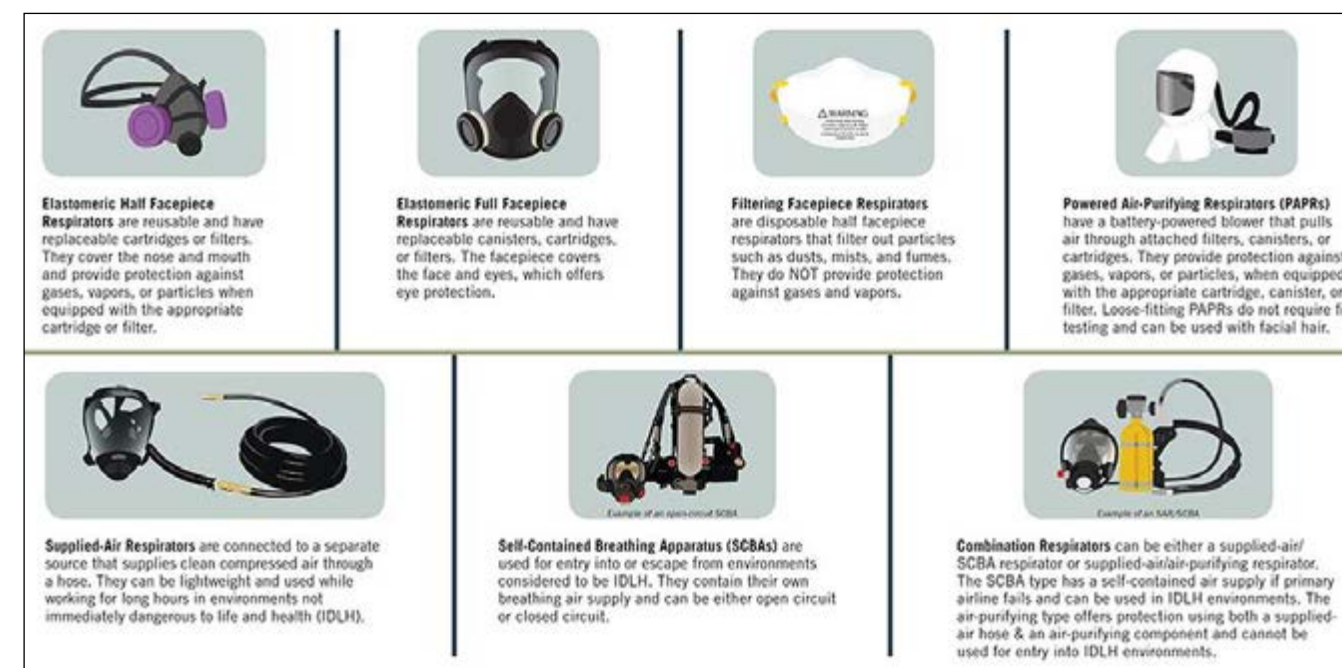 Elastomeric Half Facepiece
Respirators are reusable and have
replaceable cartridges or filters.
They cover the nose and mouth
and provide protection against
gases, vapors, or particles when
equipped with the appropriate
cartridge or filter.
Elastomeric Full Facepiece
Respirators are reusable and have
replaceable canisters, cartridges,
or filters. The facepiece covers
the face and eyes, which offers
eye protection.
WARNING
Filtering Facepiece Respirators
are disposable half facepiece
respirators that filter out particles
such as dusts, mists, and fumes.
They do NOT provide protection
against gases and vapors.
Powered Air-Purifying Respirators (PAPRs)
have a battery-powered blower that pulls
air through attached filters, canisters, or
cartridges. They provide protection against
gases, vapors, or particles, when equipped
with the appropriate cartridge, canister, or
filter. Loose-fitting PAPRs do not require fi
testing and can be used with facial hair.
Supplied-Air Respirators are connected to a separate
source that supplies clean compressed air through
a hose. They can be lightweight and used while
working for long hours in environments not
immediately dangerous to life and health (IDLH).
Example of an open-circuit SCBA
Self-Contained Breathing Apparatus (SCBAs) are
used for entry into or escape from environments
considered to be IDLH. They contain their own
breathing air supply and can be either open circuit
or closed circuit.
Example of an SAR/SCBA
Combination Respirators can be either a supplied-air/
SCBA respirator or supplied-air/air-purifying respirator.
The SCBA type has a self-contained air supply if primary
airline fails and can be used in IDLH environments. The
air-purifying type offers protection using both a supplied-
air hose & an air-purifying component and cannot be
used for entry into IDLH environments.